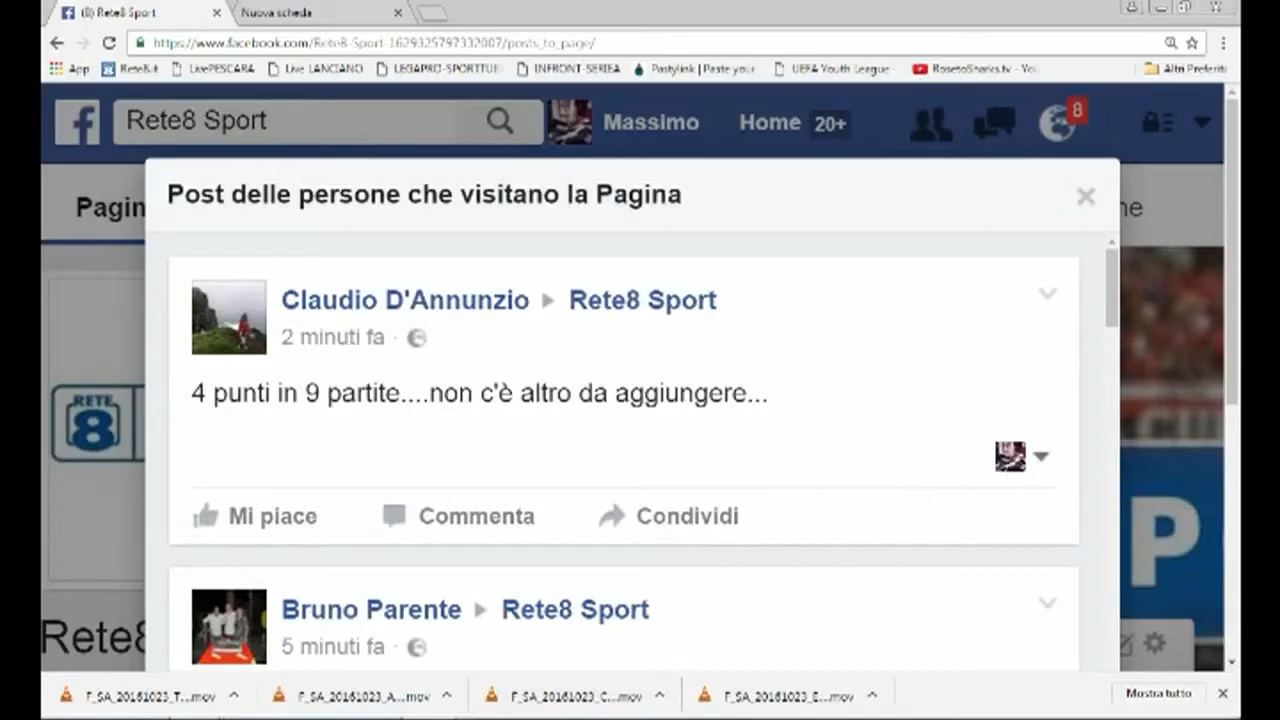 (8) Rete8 Sport
Nuova scheda
https://www.facebook.com/Rete8-Sport-1629325797332007/posts_to_page/
App
Rete8.it
LivePESCARA
Live LANCIANO
LEGAPRO-SPORTTUBE
INFRONT-SERIEA
Pastylink | Paste your
UEFA Youth League -
RosetoSharks.tv - You
Altri Preferiti
Rete8 Sport
Massimo
Home 20+
8
Pagin
ne
Post delle persone che visitano la Pagina
Claudio D'Annunzio Rete8 Sport
2 minuti fa ·
4 punti in 9 partite....non c'è altro da aggiungere...
Mi piace
Commenta
Condividi
Bruno Parente Rete8 Sport
5 minuti fa ·
RETE
8
P
Rete8
F_SA_20161023_T....mov
F_SA_20161023_A....mov
F_SA_20161023_C....mov
F_SA_20161023_E....mov
Mostra tutto